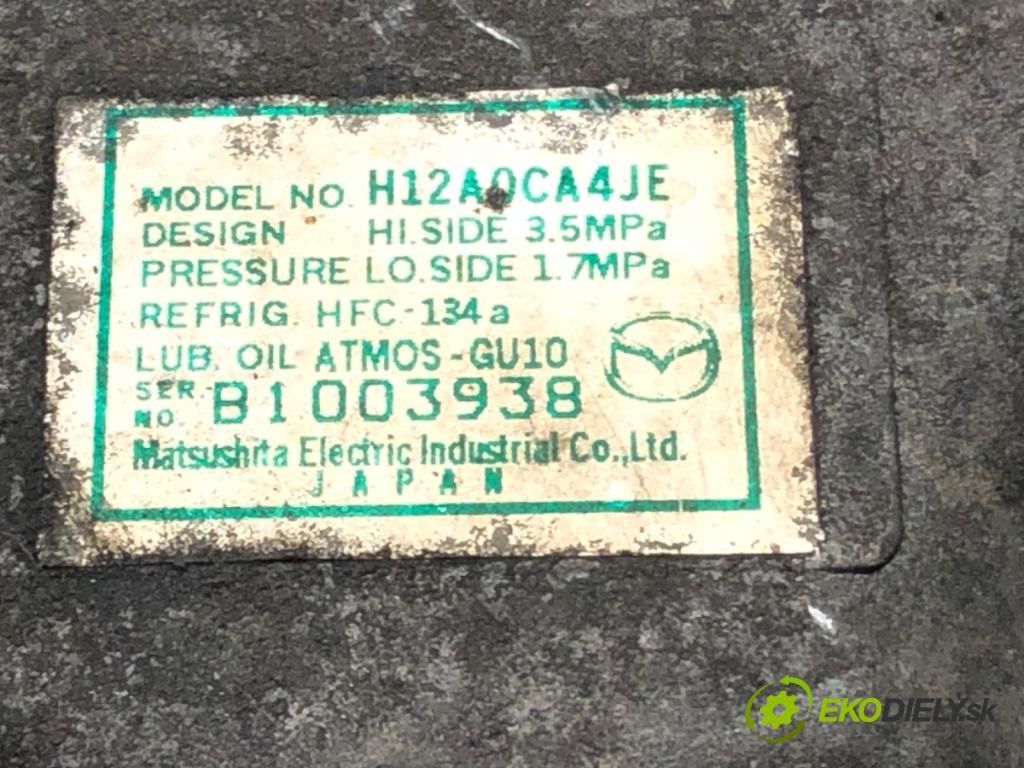 MODEL NO. H12A0CA4JE
DESIGN HI.SIDE 3.5MPa
PRESSURE LO.SIDE 1.7MPa
REFRIG. HFC-134a
LUB. OIL ATMOS-GU10
SER. NO. B1003938
Matsushita Electric Industrial Co.,Ltd.
JAPAN
EKODIELY.sk